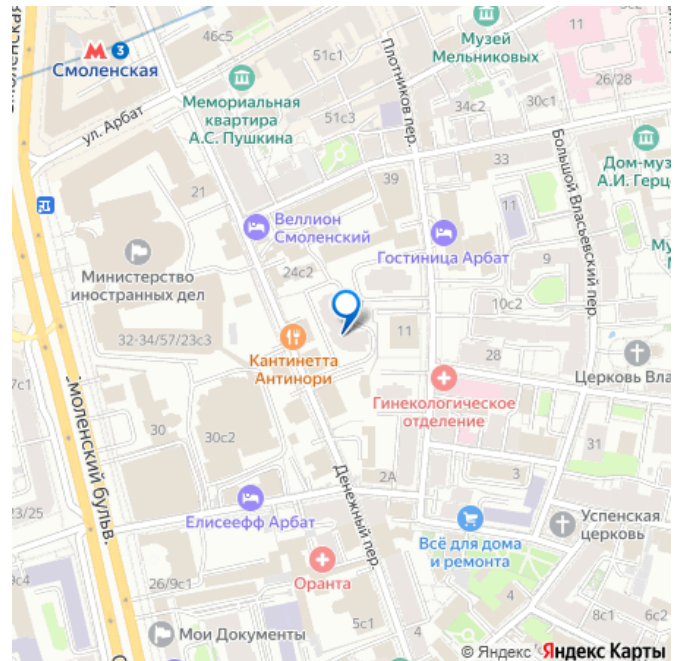 46с5
51с1
Музей
Мельниковых
11
3
Смоленская
Плотников пер.
26/28
Мемориальная
квартира
А.С. Пушкина
51с3
34с2
30с1
ул. Арбат
33
Дом-муз
А.И. Герц
39
21
Большой Власьевский пер.
11
Веллион
Смоленский
Гостиница Арбат
9
Министерство
иностранных дел
24с2
10с2
32-34/57/23с3
11
28
Кантинетта
Антинори
Церковь Вла
Гинекологическое
отделение
Смоленский бульв.
30
30с2
31
Денежный пер.
2А
3
23/25
Елисеефф Арбат
Всё для дома
и ремонта
Успенская
церковь
Оранта
26/9с1
4
5с1
8с1
6с2
Мои Документы
4
© Яндекс
Яндекс Карты